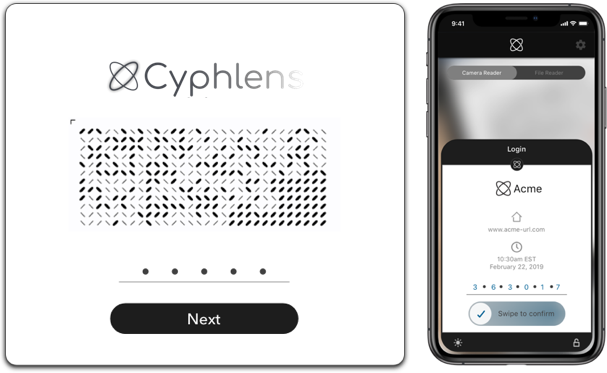 Cyphlens
Next
9:41
Camera Reader
File Reader
Login
Acme
www.acme-url.com
10:30am EST
February 22, 2019
3 • 6 • 3 • 0 • 1 • 7
Swipe to confirm